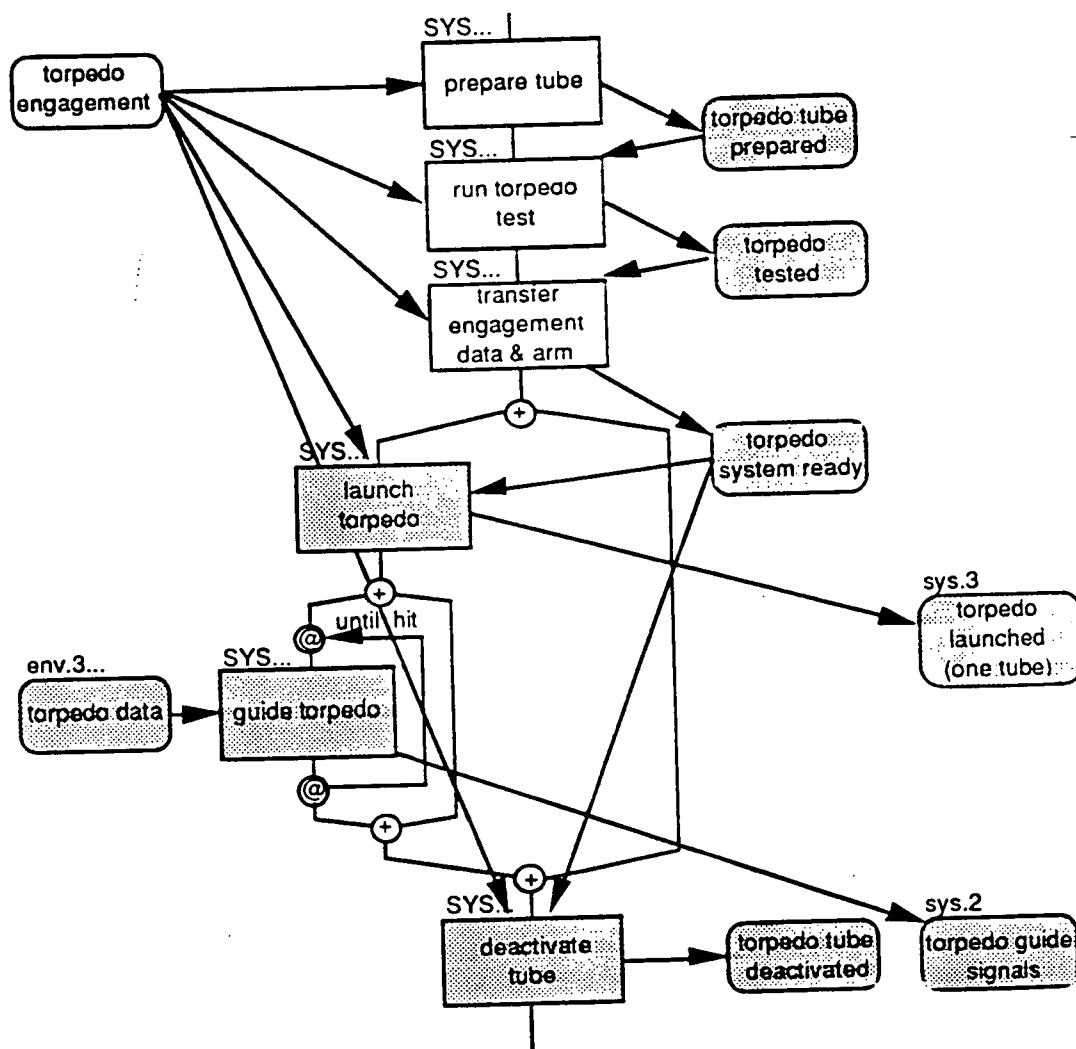 SYS...
torpedo
engagement
prepare tube
torpedo tube
prepared
SYS...
run torpedo
test
torpedo
tested
SYS...
transfer
engagement
data & arm
+
torpedo
system ready
SYS...
launch
torpedo
+
until hit
@
sys.3
torpedo
launched
(one tube)
env.3...
SYS...
torpedo data
guide torpedo
@
+
+
SYS...
sys.2
deactivate
tube
torpedo tube
deactivated
torpedo guide
signals